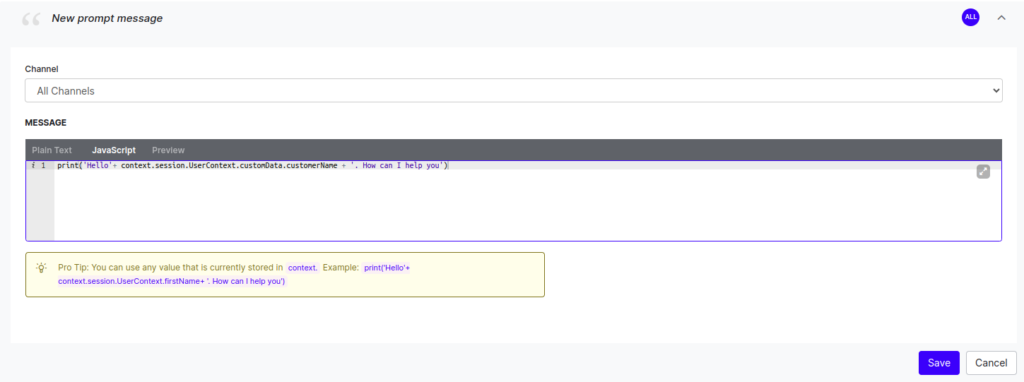 New prompt message
ALL
Channel
All Channels
MESSAGE
Plain Text JavaScript Preview
i 1 print('Hello'+ context.session.UserContext.customData.customerName + '. How can I help you')
Pro Tip: You can use any value that is currently stored in context. Example: print('Hello'+
context.session.UserContext.firstName+ '. How can I help you')
Save Cancel